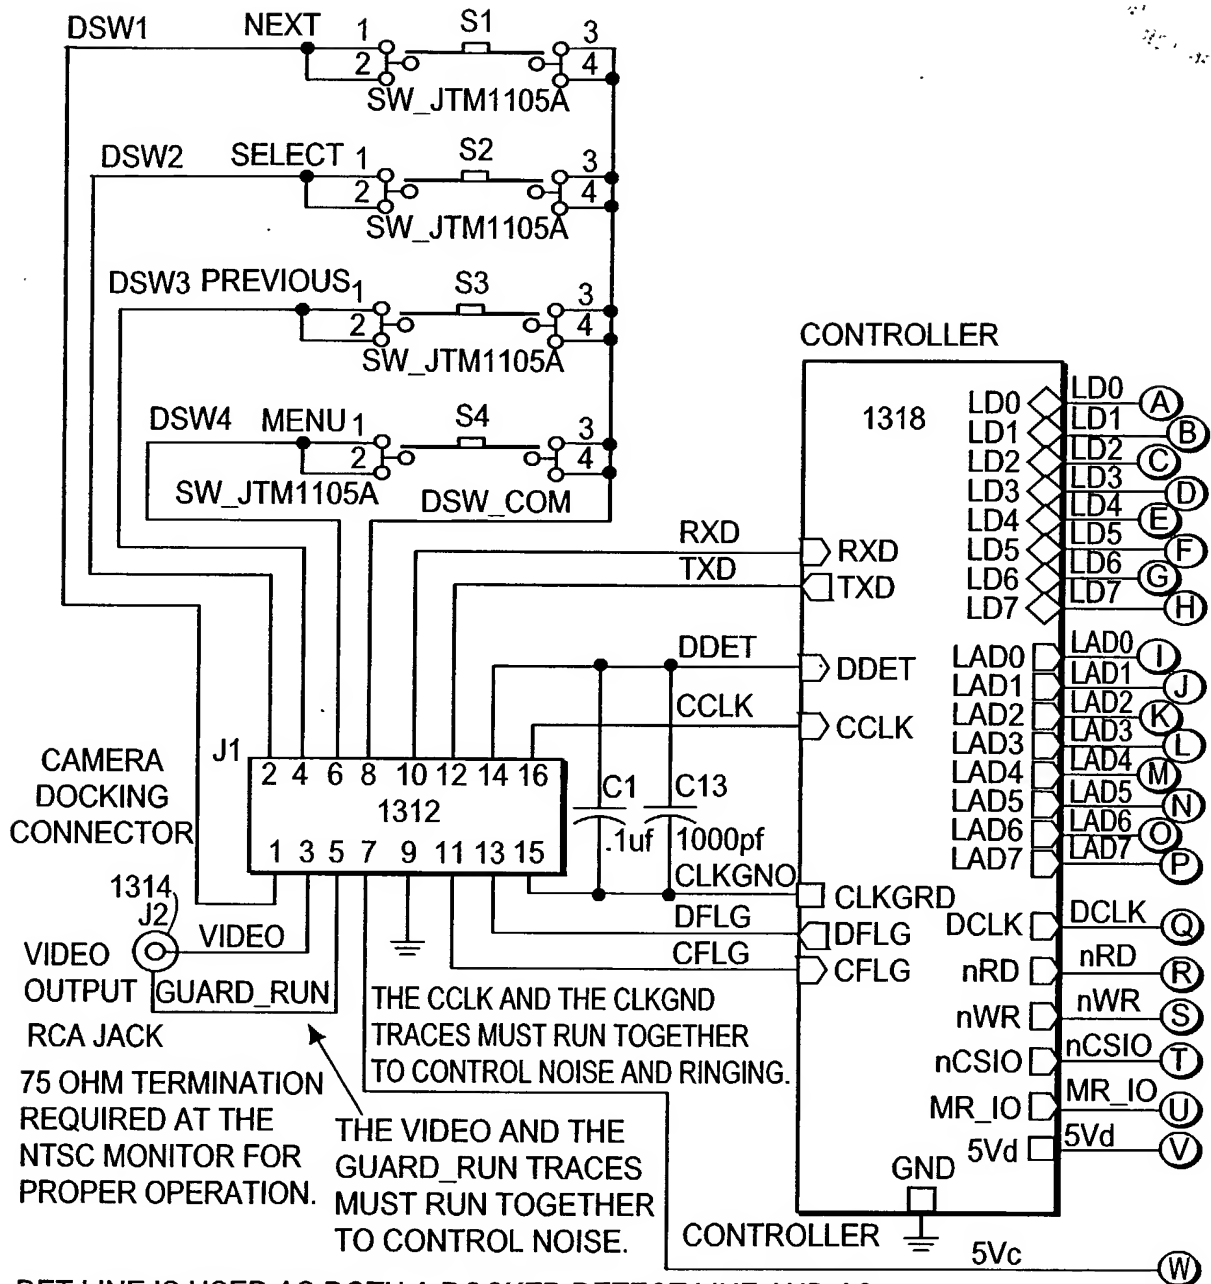 DSW1 NEXT 1 S1 3
2 4
SW_JTM1105A
DSW2 SELECT 1 S2 3
2 4
SW_JTM1105A
DSW3 PREVIOUS 1 S3 3
2 4
SW_JTM1105A
DSW4 MENU 1 S4 3
2 4
SW_JTM1105A DSW_COM
CONTROLLER
1318
LD0 LD0 A
LD1 LD1 B
LD2 LD2 C
LD3 LD3 D
LD4 LD4 E
LD5 LD5 F
LD6 LD6 G
LD7 LD7 H
RXD RXD
TXD TXD
DDET DDET
CCLK CCLK
LAD0 LAD0 I
LAD1 LAD1 J
LAD2 LAD2 K
LAD3 LAD3 L
LAD4 LAD4 M
LAD5 LAD5 N
LAD6 LAD6 O
LAD7 LAD7 P
J1
2 4 6 8 10 12 14 16
1312
1 3 5 7 9 11 13 15
CAMERA
DOCKING
CONNECTOR
C1
.1uf
C13
1000pf
CLKGNO CLKGRD
DFLG DFLG
CFLG CFLG
DCLK DCLK Q
nRD nRD R
nWR nWR S
nCSIO nCSIO T
MR_IO MR_IO U
5Vd 5Vd V
GND
CONTROLLER
5Vc W
1314
J2
VIDEO
VIDEO
OUTPUT
GUARD_RUN
RCA JACK
THE CCLK AND THE CLKGND
TRACES MUST RUN TOGETHER
TO CONTROL NOISE AND RINGING.
75 OHM TERMINATION
REQUIRED AT THE
NTSC MONITOR FOR
PROPER OPERATION.
THE VIDEO AND THE
GUARD_RUN TRACES
MUST RUN TOGETHER
TO CONTROL NOISE.